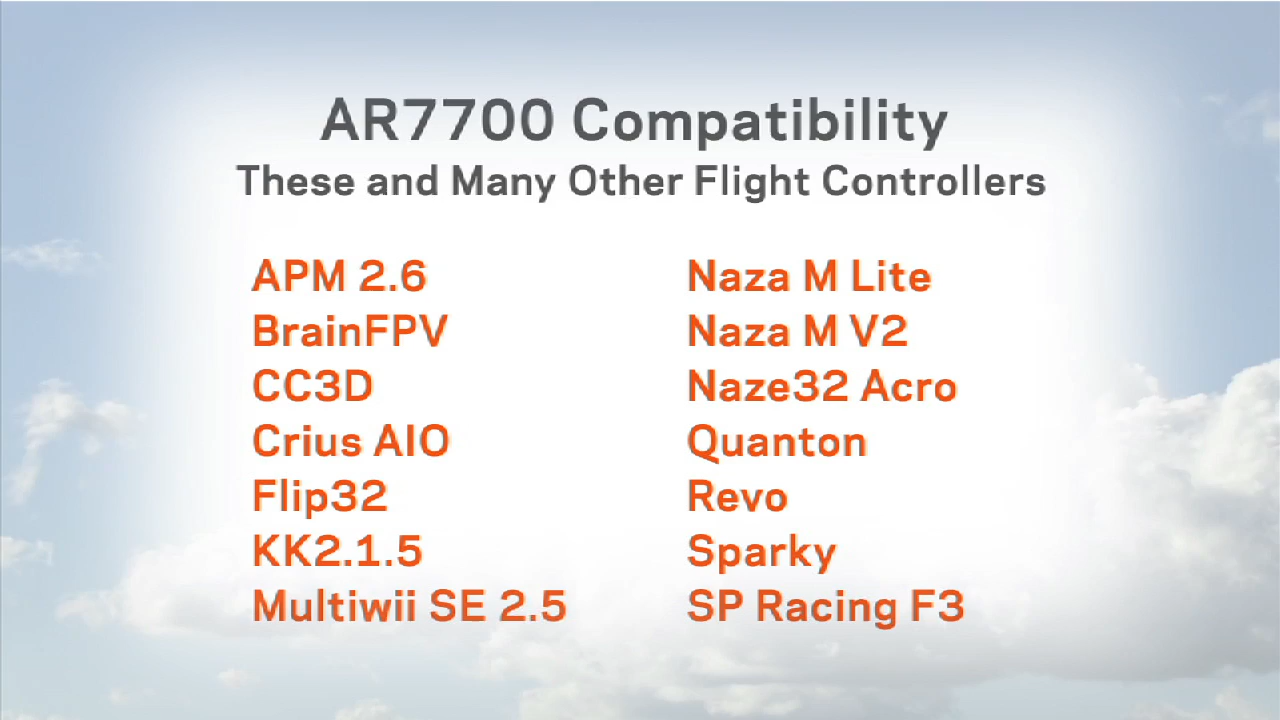 AR7700 Compatibility
These and Many Other Flight Controllers
APM 2.6
BrainFPV
CC3D
Crius AIO
Flip32
KK2.1.5
Multiwii SE 2.5
Naza M Lite
Naza M V2
Naze32 Acro
Quanton
Revo
Sparky
SP Racing F3